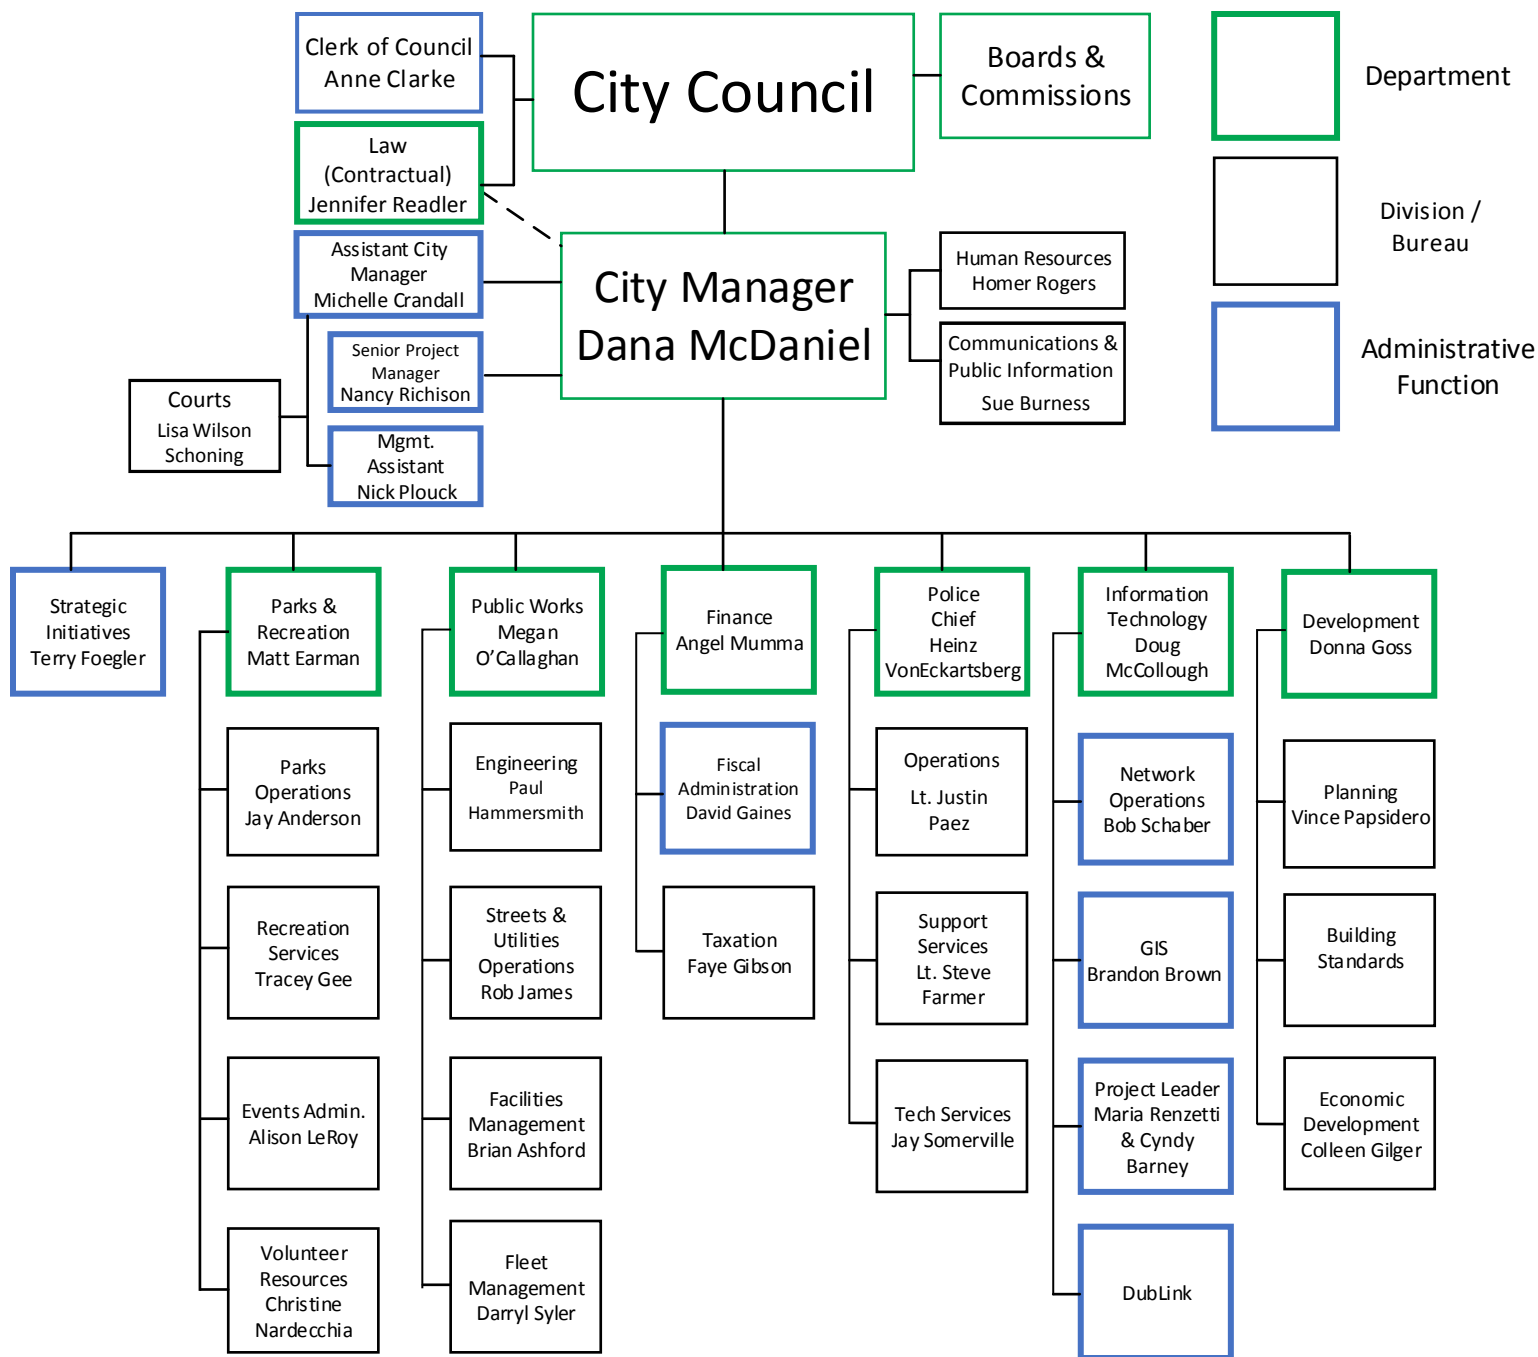 Clerk of Council
Anne Clarke
City Council
Boards &
Commissions
Department
Law
(Contractual)
Jennifer Readler
Division /
Bureau
Assistant City
Manager
Michelle Crandall
City Manager
Dana McDaniel
Human Resources
Homer Rogers
Communications &
Public Information
Sue Burness
Administrative
Function
Senior Project
Manager
Nancy Richison
Courts
Lisa Wilson
Schoning
Mgmt.
Assistant
Nick Plouck
Strategic
Initiatives
Terry Foegler
Parks &
Recreation
Matt Earman
Public Works
Megan
O'Callaghan
Finance
Angel Mumma
Police
Chief
Heinz
VonEckartsberg
Information
Technology
Doug
McCollough
Development
Donna Goss
Parks
Operations
Jay Anderson
Engineering
Paul
Hammersmith
Fiscal
Administration
David Gaines
Operations
Lt. Justin
Paez
Network
Operations
Bob Schaber
Planning
Vince Papsidero
Recreation
Services
Tracey Gee
Streets &
Utilities
Operations
Rob James
Taxation
Faye Gibson
Support
Services
Lt. Steve
Farmer
GIS
Brandon Brown
Building
Standards
Events Admin.
Alison LeRoy
Facilities
Management
Brian Ashford
Tech Services
Jay Somerville
Project Leader
Maria Renzetti
& Cyndy
Barney
Economic
Development
Colleen Gilger
Volunteer
Resources
Christine
Nardecchia
Fleet
Management
Darryl Syler
DubLink